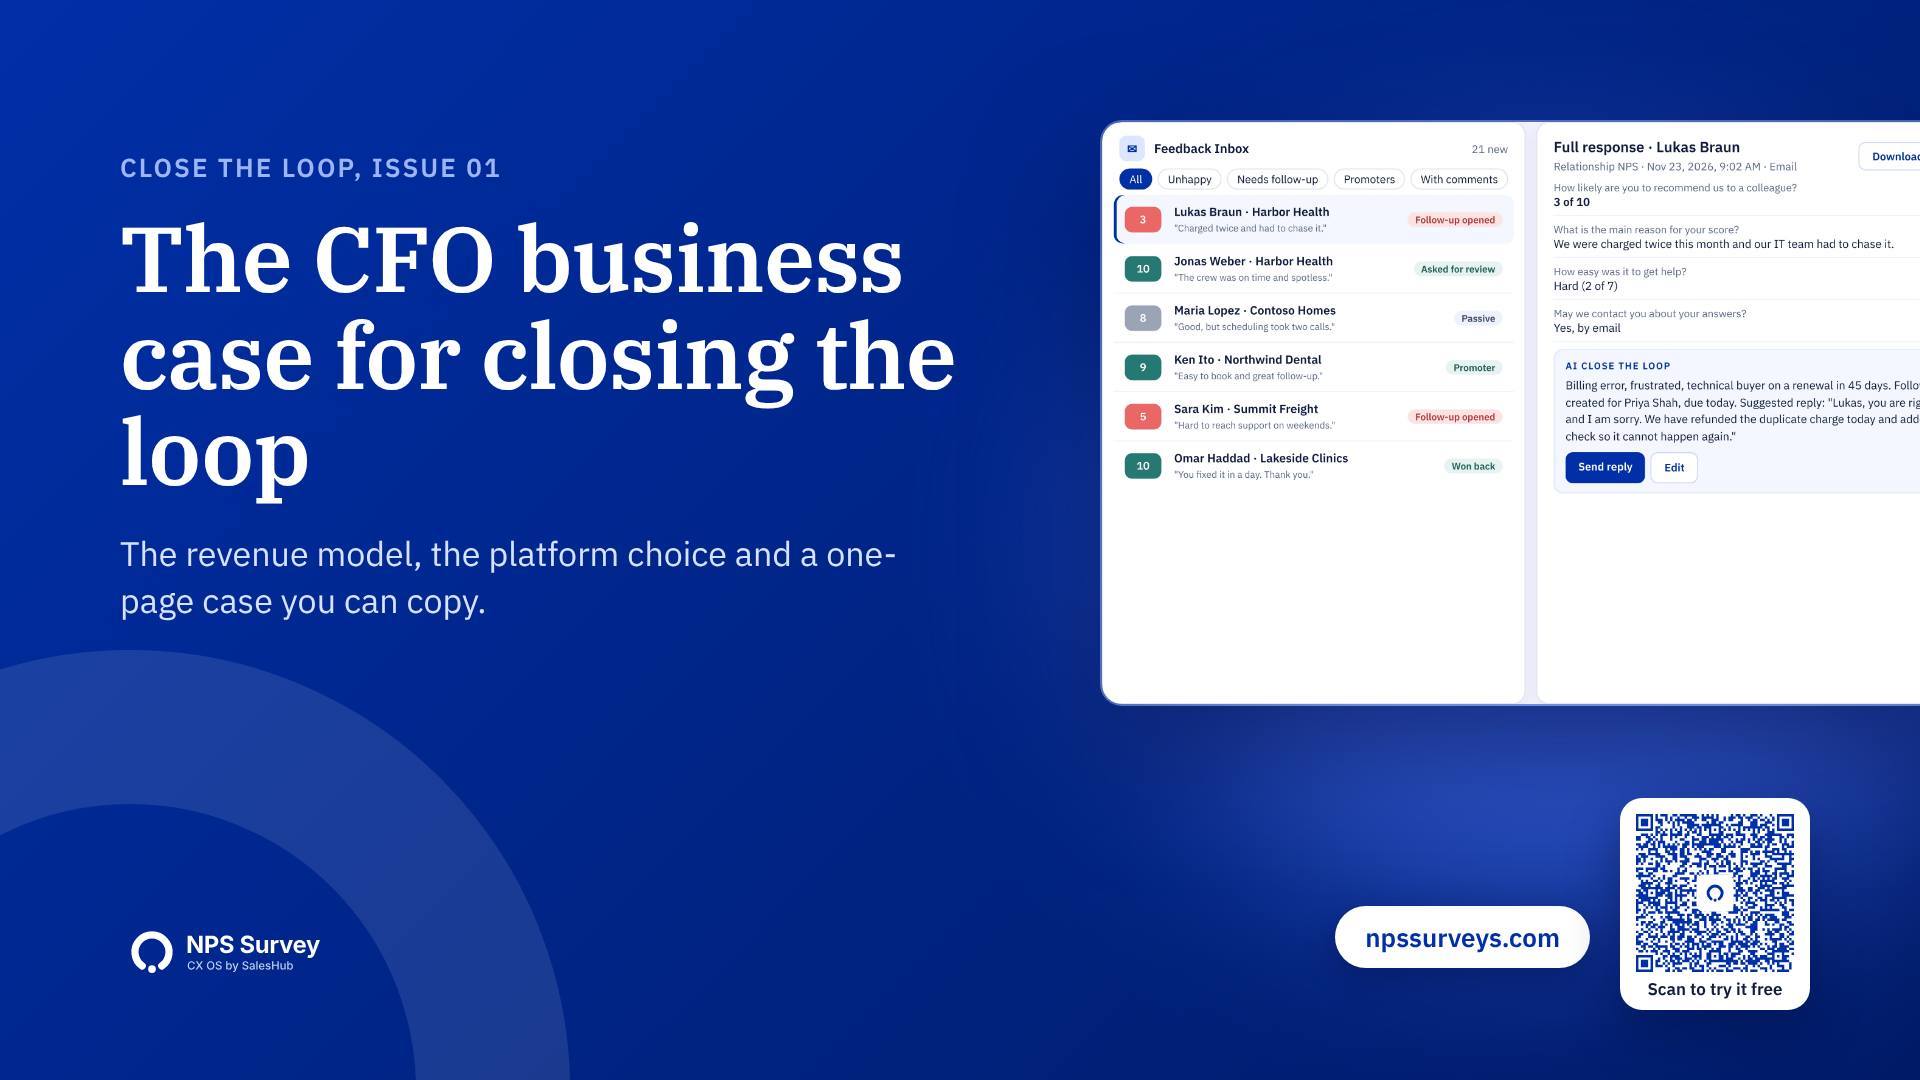 CLOSE THE LOOP, ISSUE 01
The CFO business
case for closing the
loop
The revenue model, the platform choice and a one-
page case you can copy.
NPS Survey
CX OS by SalesHub
Feedback Inbox
21 new
All
Unhappy
Needs follow-up
Promoters
With comments
3
Lukas Braun · Harbor Health
"Charged twice and had to chase it."
Follow-up opened
10
Jonas Weber · Harbor Health
"The crew was on time and spotless."
Asked for review
8
Maria Lopez · Contoso Homes
"Good, but scheduling took two calls."
Passive
9
Ken Ito · Northwind Dental
"Easy to book and great follow-up."
Promoter
5
Sara Kim · Summit Freight
"Hard to reach support on weekends."
Follow-up opened
10
Omar Haddad · Lakeside Clinics
"You fixed it in a day. Thank you."
Won back
Full response · Lukas Braun
Relationship NPS · Nov 23, 2026, 9:02 AM · Email
How likely are you to recommend us to a colleague?
3 of 10
What is the main reason for your score?
We were charged twice this month and our IT team had to chase it.
How easy was it to get help?
Hard (2 of 7)
May we contact you about your answers?
Yes, by email
AI CLOSE THE LOOP
Billing error, frustrated, technical buyer on a renewal in 45 days.
created for Priya Shah, due today. Suggested reply: "Lukas, you are
and I am sorry. We have refunded the duplicate charge today and
check so it cannot happen again."
Send reply
Edit
npssurveys.com
Scan to try it free